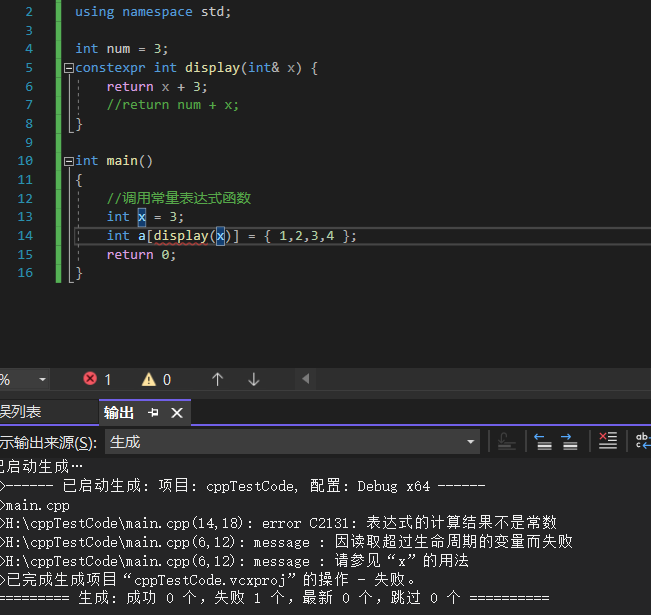 2 using namespace std;
3
4 int num = 3;
5 constexpr int display(int& x) {
6 return x + 3;
7 //return num + x;
8 }
9
10 int main()
11 {
12 //调用常量表达式函数
13 int x = 3;
14 int a[display(x)] = { 1,2,3,4 };
15 return 0;
16 }
% 1 0
误列表 输出
示输出来源(S): 生成
已启动生成…
>------ 已启动生成: 项目: cppTestCode, 配置: Debug x64 ------
>main.cpp
>H:\cppTestCode\main.cpp(14,18): error C2131: 表达式的计算结果不是常数
>H:\cppTestCode\main.cpp(6,12): message : 因读取超过生命周期的变量而失败
>H:\cppTestCode\main.cpp(6,12): message : 请参见“x”的用法
>已完成生成项目“cppTestCode.vcxproj”的操作 - 失败。
========= 生成: 成功 0 个，失败 1 个，最新 0 个，跳过 0 个 ==========